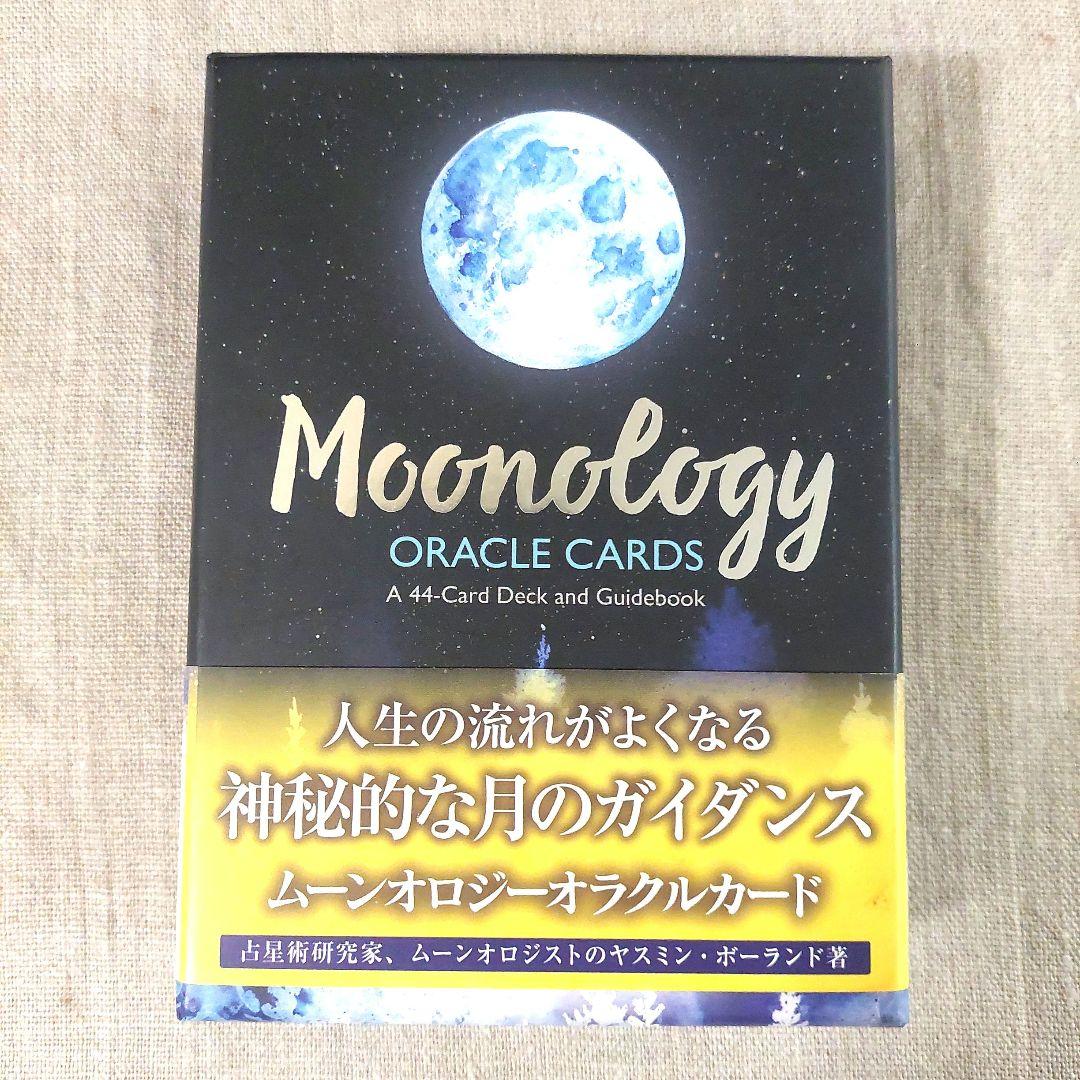 Moonology
ORACLE CARDS
A 44-Card Deck and Guidebook
人生の流れがよくなる
神秘的な月のガイダンス
ムーンオロジーオラクルカード
占星術研究家、ムーンオロジストのヤスミン・ボーランド著